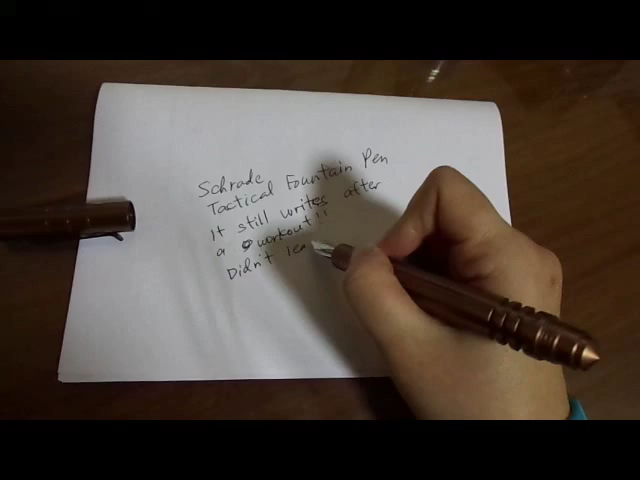 Schrade
Tactical Fountain Pen
It still writes after
a workout!!
Didn't lea